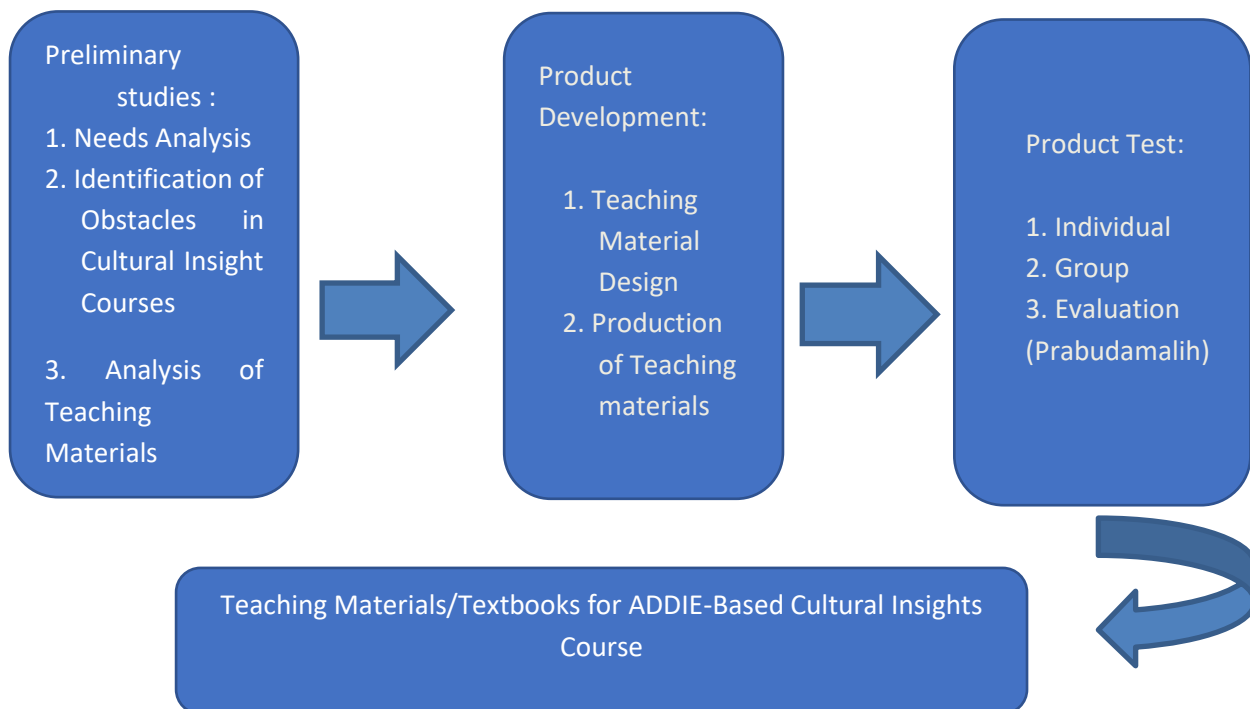 Preliminary
studies :
1. Needs Analysis
2. Identification of
Obstacles in
Cultural Insight
Courses
3. Analysis of
Teaching
Materials
Product
Development:
1. Teaching
Material
Design
2. Production
of Teaching
materials
Product Test:
1. Individual
2. Group
3. Evaluation
(Prabudamalih)
Teaching Materials/Textbooks for ADDIE-Based Cultural Insights
Course